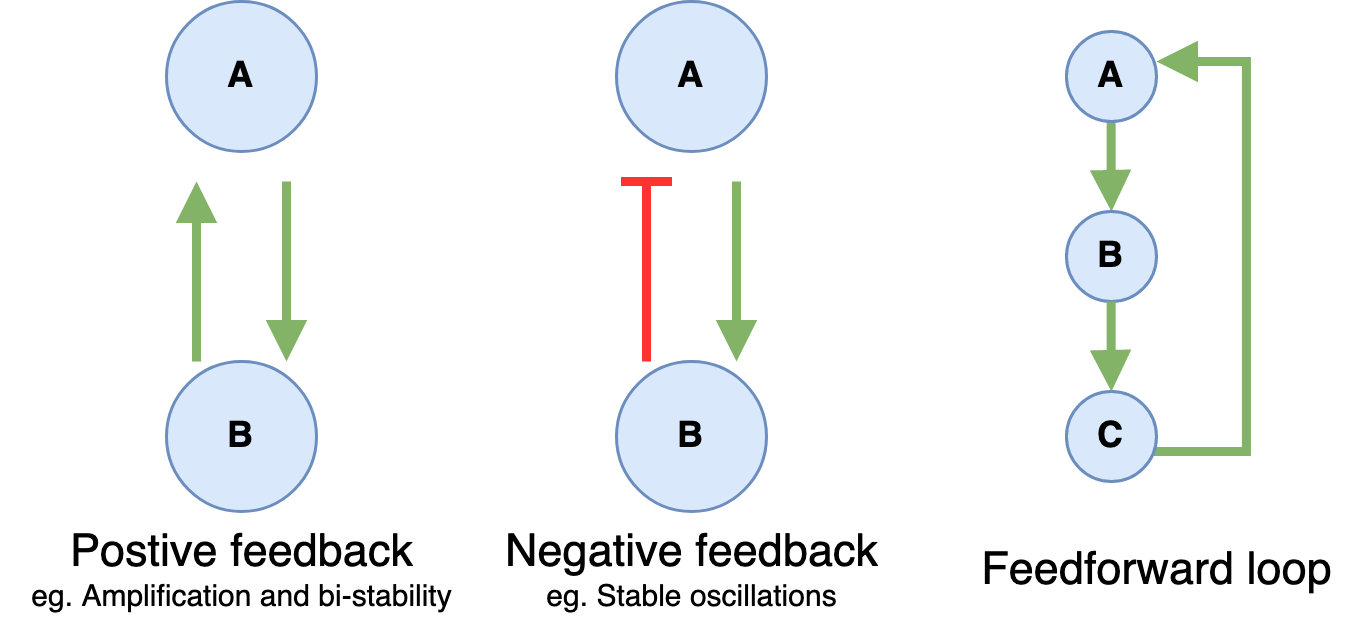 A
B
Postive feedback
eg. Amplification and bi-stability
A
B
Negative feedback
eg. Stable oscillations
A
B
C
Feedforward loop